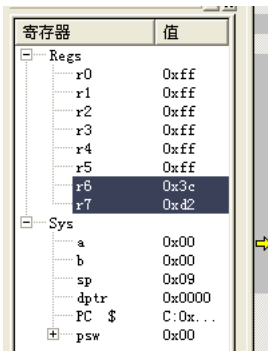 寄存器 值
Regs
r0 0xff
r1 0xff
r2 0xff
r3 0xff
r4 0xff
r5 0xff
r6 0x3c
r7 0xd2
Sys
a 0x00
b 0x00
sp 0x09
dptr 0x0000
PC $ C:0x...
psw 0x00